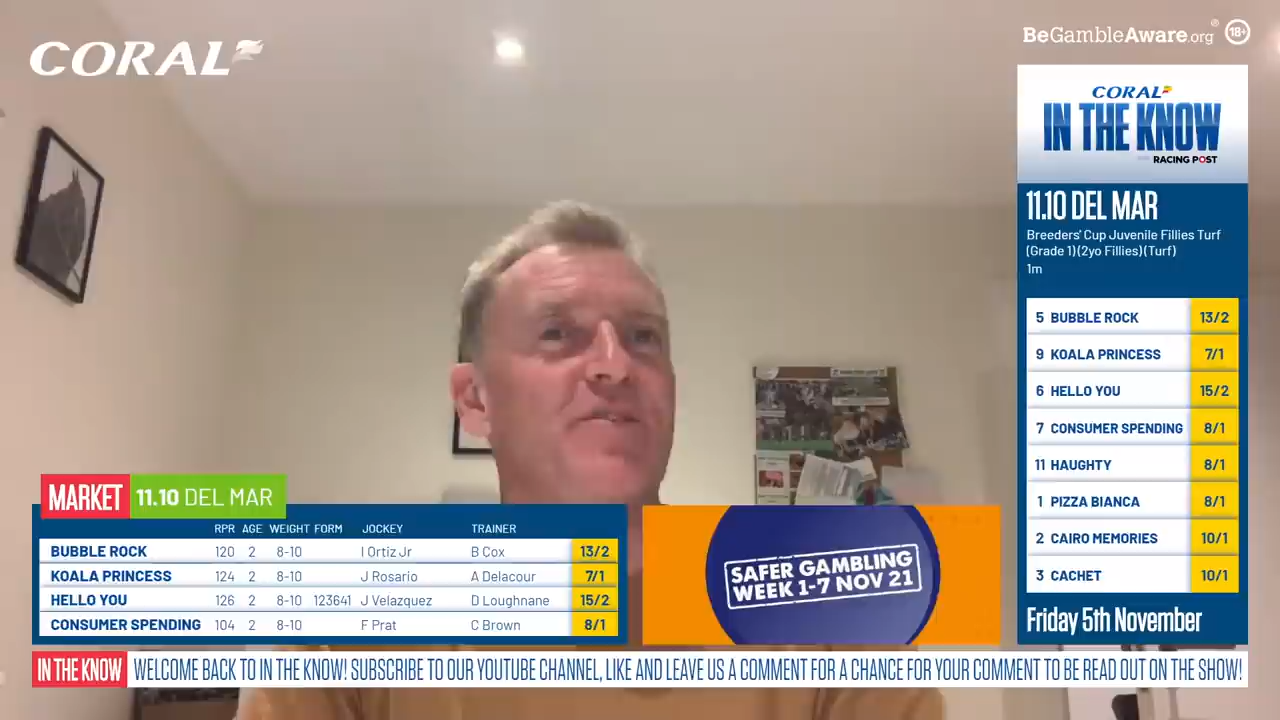 CORAL
BeGambleAware.org® 18+
CORAL
IN THE KNOW
RACING POST
11.10 DEL MAR
Breeders' Cup Juvenile Fillies Turf
(Grade 1)(2yo Fillies)(Turf)
1m
5 BUBBLE ROCK 13/2
9 KOALA PRINCESS 7/1
6 HELLO YOU 15/2
7 CONSUMER SPENDING 8/1
11 HAUGHTY 8/1
1 PIZZA BIANCA 8/1
2 CAIRO MEMORIES 10/1
3 CACHET 10/1
Friday 5th November
MARKET 11.10 DEL MAR
RPR AGE WEIGHT FORM JOCKEY TRAINER
BUBBLE ROCK 120 2 8-10 I Ortiz Jr B Cox 13/2
KOALA PRINCESS 124 2 8-10 J Rosario A Delacour 7/1
HELLO YOU 126 2 8-10 123641 J Velazquez D Loughnane 15/2
CONSUMER SPENDING 104 2 8-10 F Prat C Brown 8/1
SAFER GAMBLING
WEEK 1-7 NOV 21
IN THE KNOW WELCOME BACK TO IN THE KNOW! SUBSCRIBE TO OUR YOUTUBE CHANNEL, LIKE AND LEAVE US A COMMENT FOR A CHANCE FOR YOUR COMMENT TO BE READ OUT ON THE SHOW!